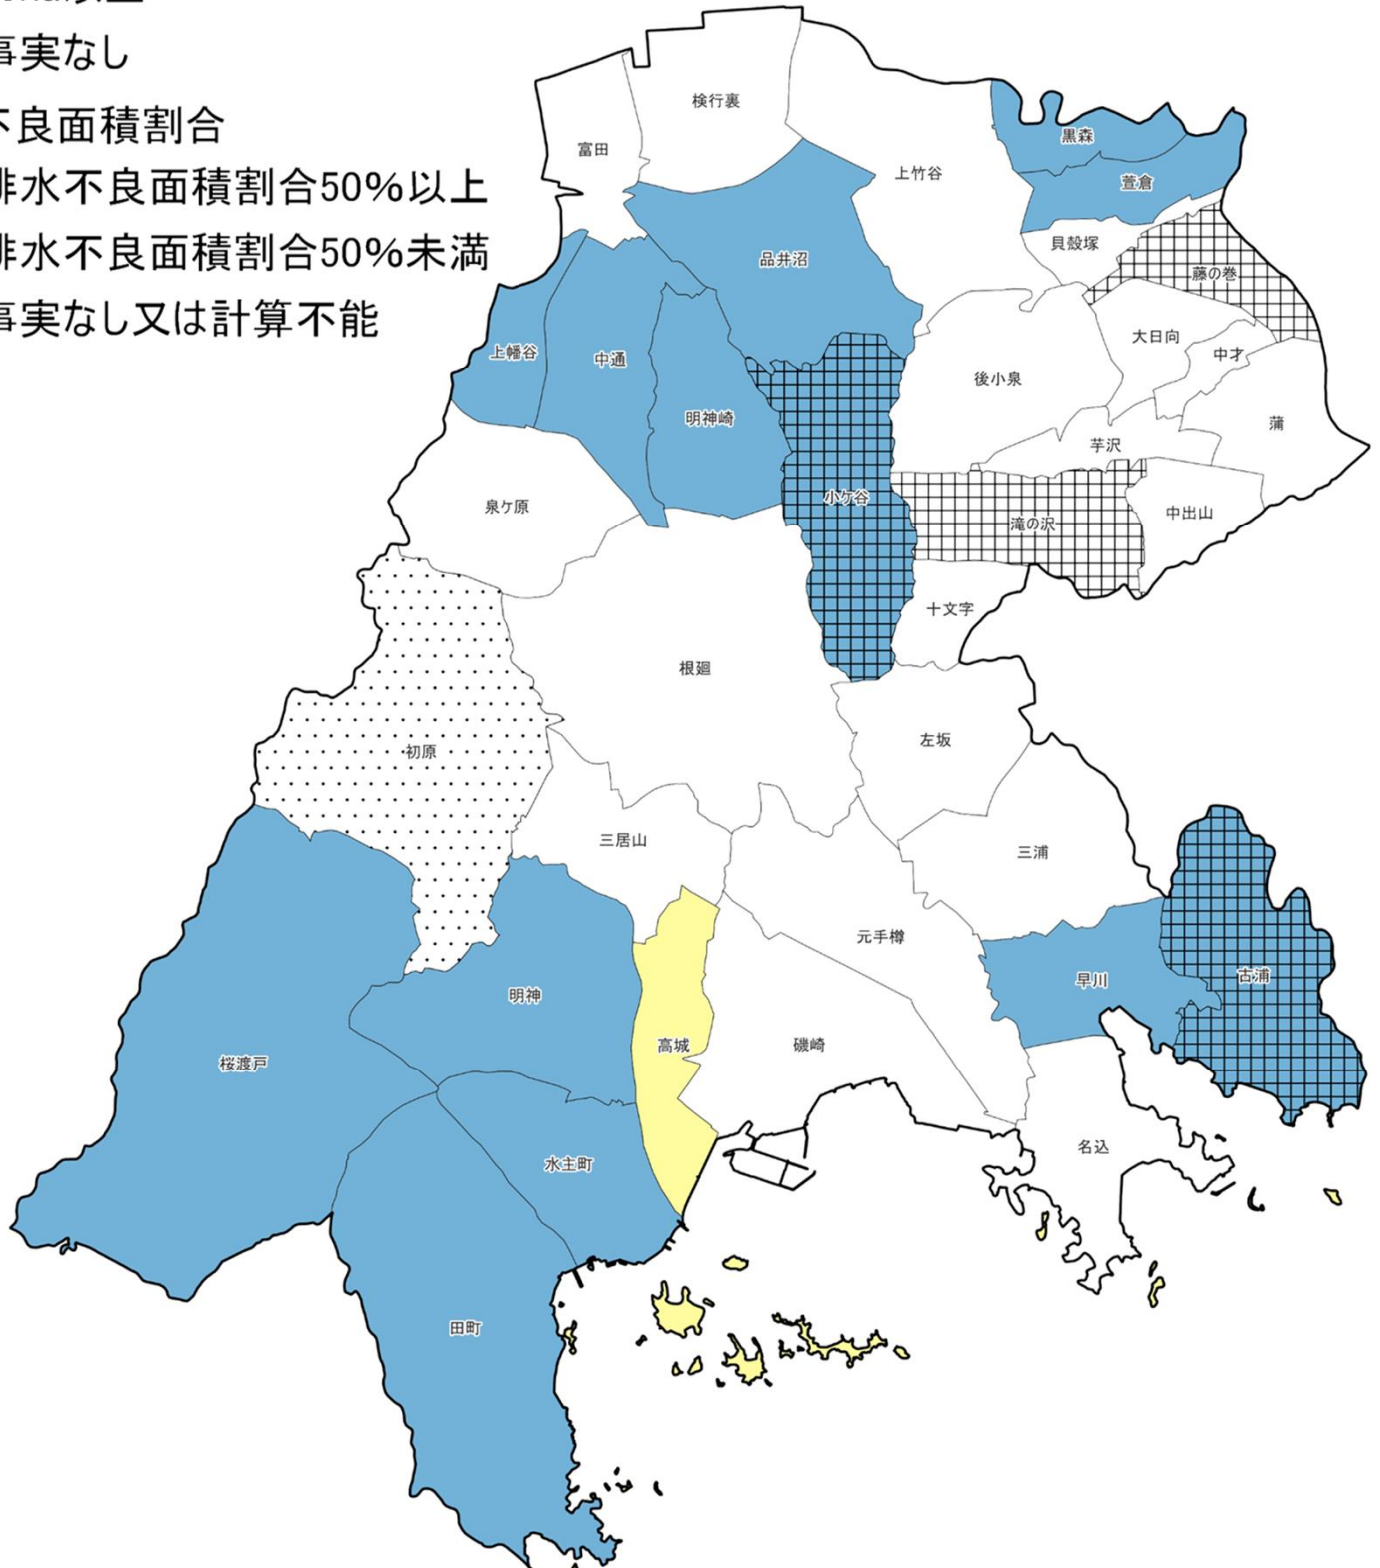 事実なし
不良面積割合
排水不良面積割合50%以上
排水不良面積割合50%未満
事実なし又は計算不能
検行裏
富田
上竹谷
黒森
萱倉
貝殻塚
藤の巻
品井沼
大日向
中才
上幡谷
中通
後小泉
明神崎
蒲
芋沢
小ケ谷
泉ケ原
滝の沢
中出山
十文字
根廻
左坂
初原
三居山
三浦
元手樽
早川
古浦
明神
高城
磯崎
桜渡戸
名込
水主町
田町